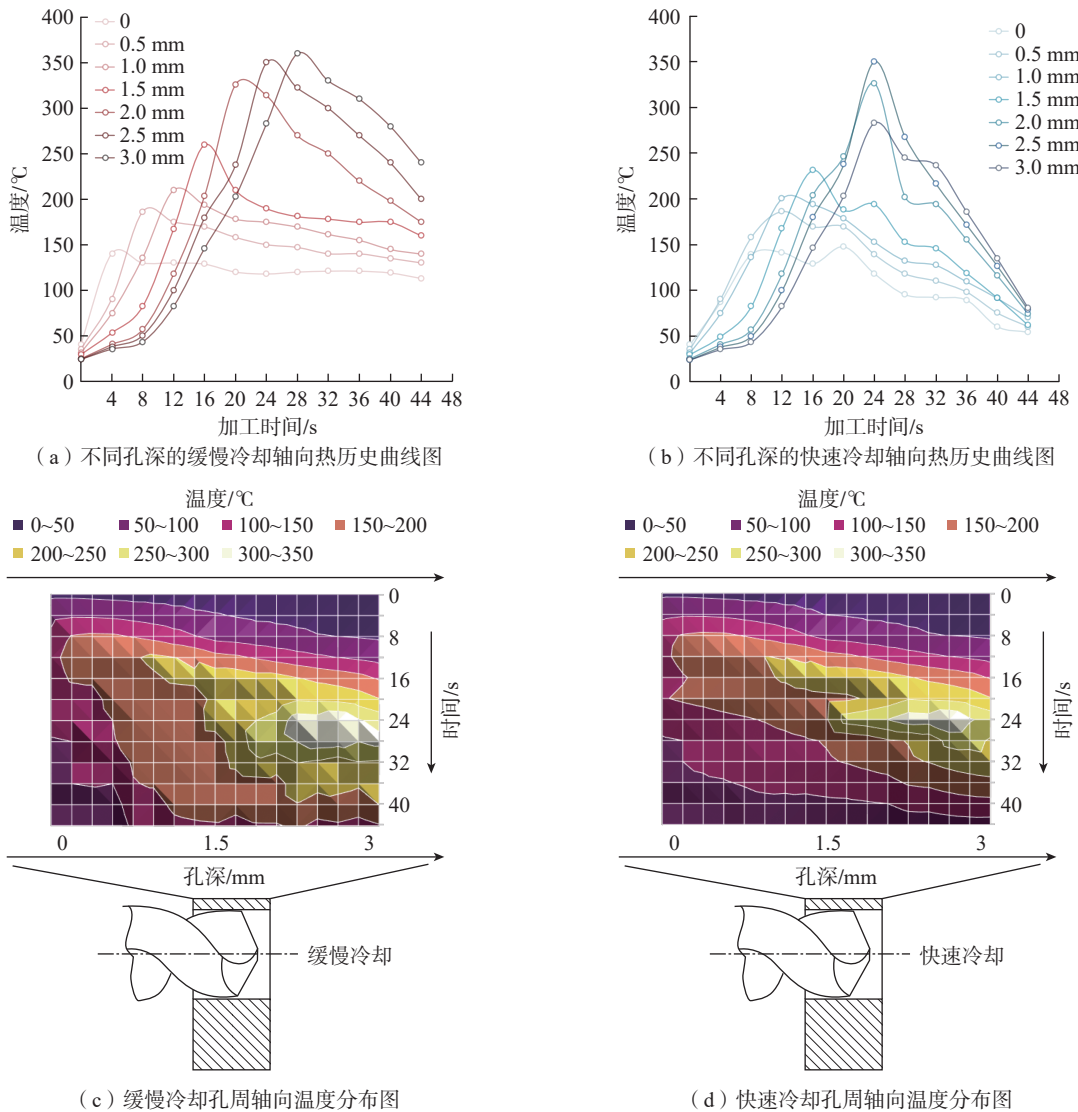 400
350
300
250
200
150
100
50
0
温度/℃
0
0.5 mm
1.0 mm
1.5 mm
2.0 mm
2.5 mm
3.0 mm
4 8 12 16 20 24 28 32 36 40 44 48
加工时间/s
（a）不同孔深的缓慢冷却轴向热历史曲线图
400
350
300
250
200
150
100
50
0
温度/℃
0
0.5 mm
1.0 mm
1.5 mm
2.0 mm
2.5 mm
3.0 mm
4 8 12 16 20 24 28 32 36 40 44 48
加工时间/s
（b）不同孔深的快速冷却轴向热历史曲线图
温度/℃
0~50 50~100 100~150 150~200
200~250 250~300 300~350
0
8
16
24
32
40
时间/s
0 1.5 3
孔深/mm
缓慢冷却
（c）缓慢冷却孔周轴向温度分布图
温度/℃
0~50 50~100 100~150 150~200
200~250 250~300 300~350
0
8
16
24
32
40
时间/s
0 1.5 3
孔深/mm
快速冷却
（d）快速冷却孔周轴向温度分布图